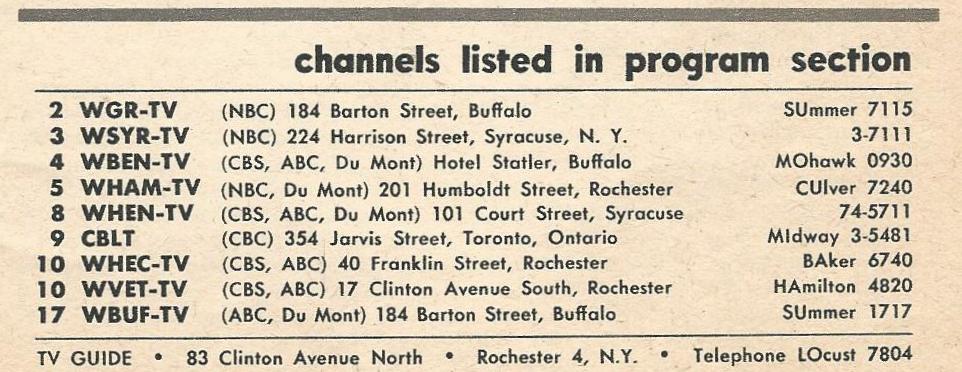 channels listed in program section
2 WGR-TV (NBC) 184 Barton Street, Buffalo SUmmer 7115
3 WSYR-TV (NBC) 224 Harrison Street, Syracuse, N. Y. 3-7111
4 WBEN-TV (CBS, ABC, Du Mont) Hotel Statler, Buffalo MOhawk 0930
5 WHAM-TV (NBC, Du Mont) 201 Humboldt Street, Rochester CUlver 7240
8 WHEN-TV (CBS, ABC, Du Mont) 101 Court Street, Syracuse 74-5711
9 CBLT (CBC) 354 Jarvis Street, Toronto, Ontario MIdway 3-5481
10 WHEC-TV (CBS, ABC) 40 Franklin Street, Rochester BAker 6740
10 WVET-TV (CBS, ABC) 17 Clinton Avenue South, Rochester HAmilton 4820
17 WBUF-TV (ABC, Du Mont) 184 Barton Street, Buffalo SUmmer 1717
TV GUIDE • 83 Clinton Avenue North • Rochester 4, N.Y. • Telephone LOcust 7804